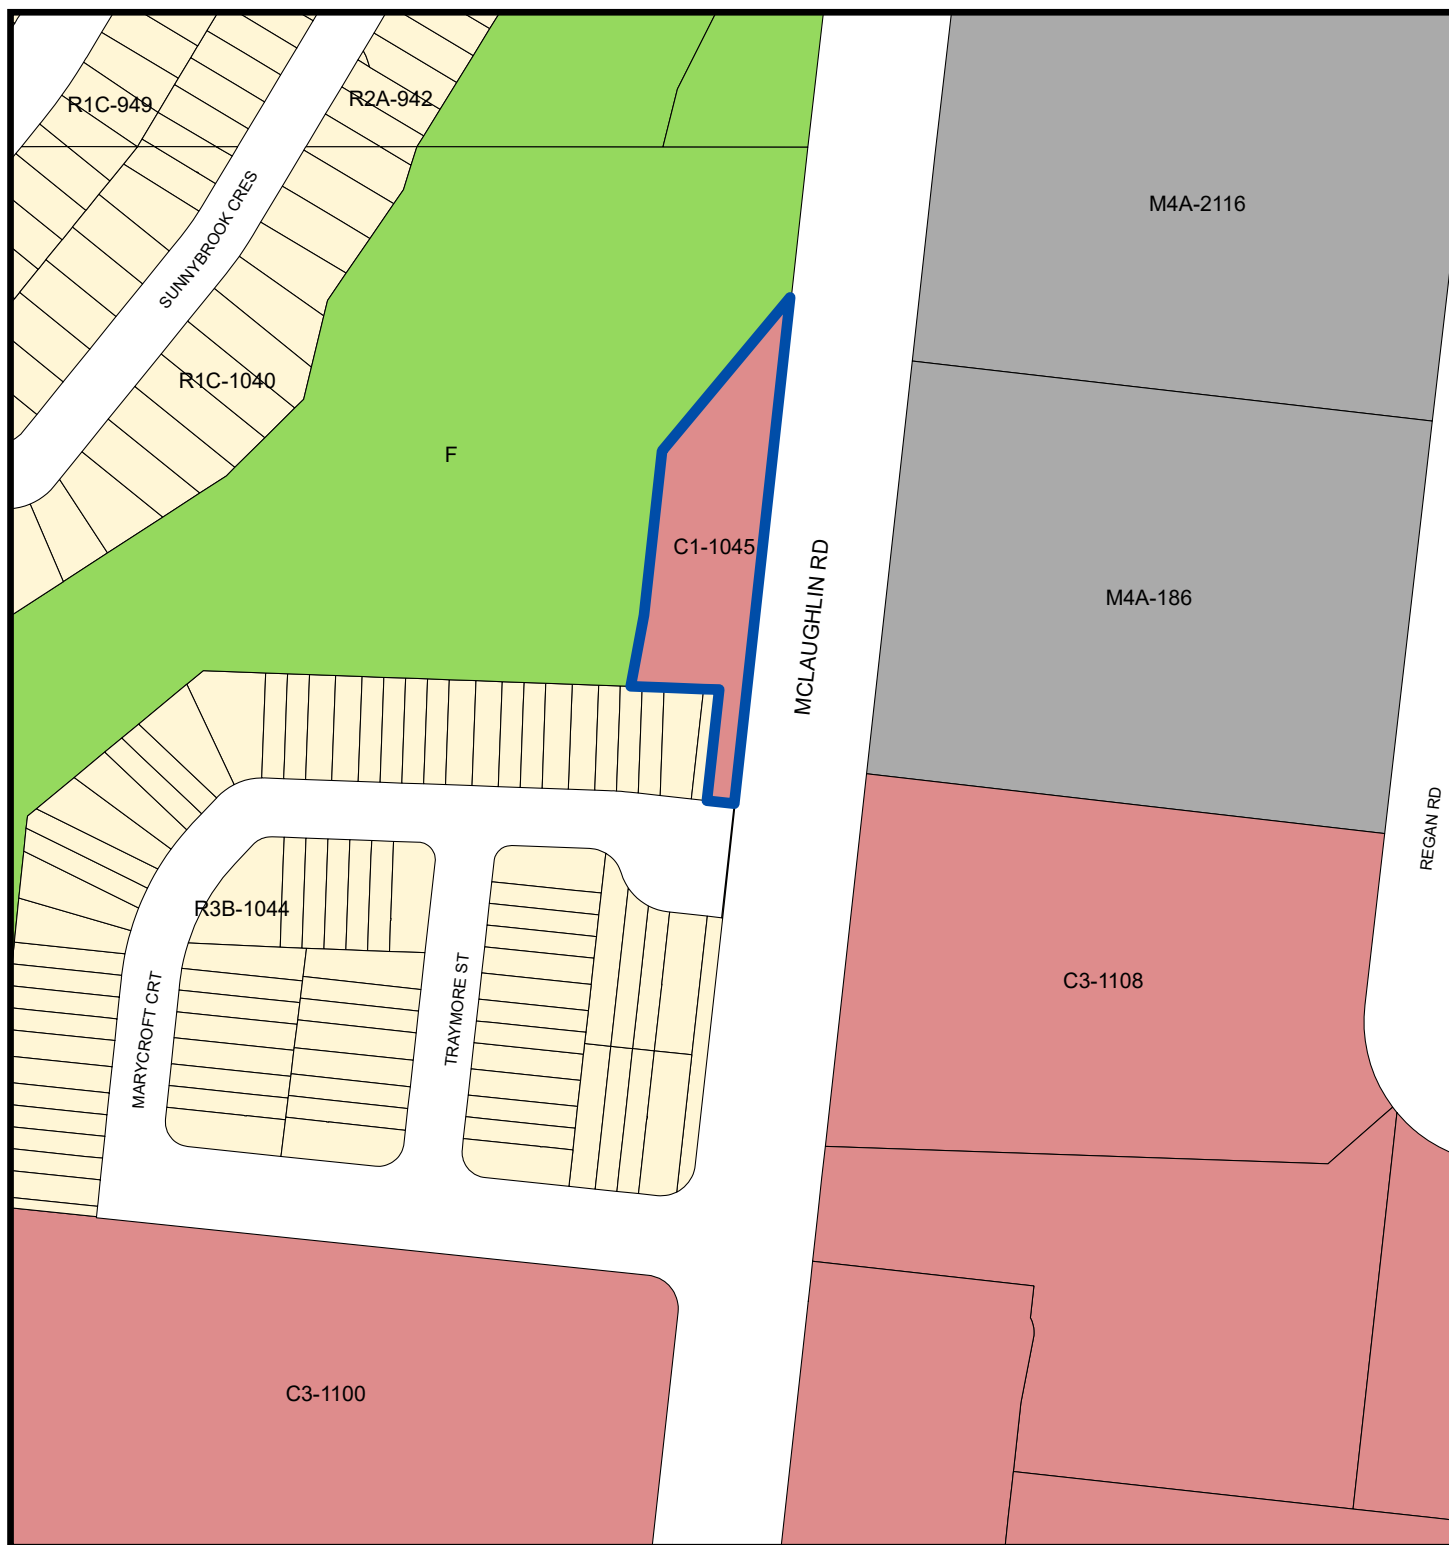 R1C-949
R2A-942
SUNNYBROOK CRES
M4A-2116
R1C-1040
F
C1-1045
MCLAUGHLIN RD
M4A-186
REGAN RD
R3B-1044
MARYCROFT CRT
TRAYMORE ST
C3-1108
C3-1100